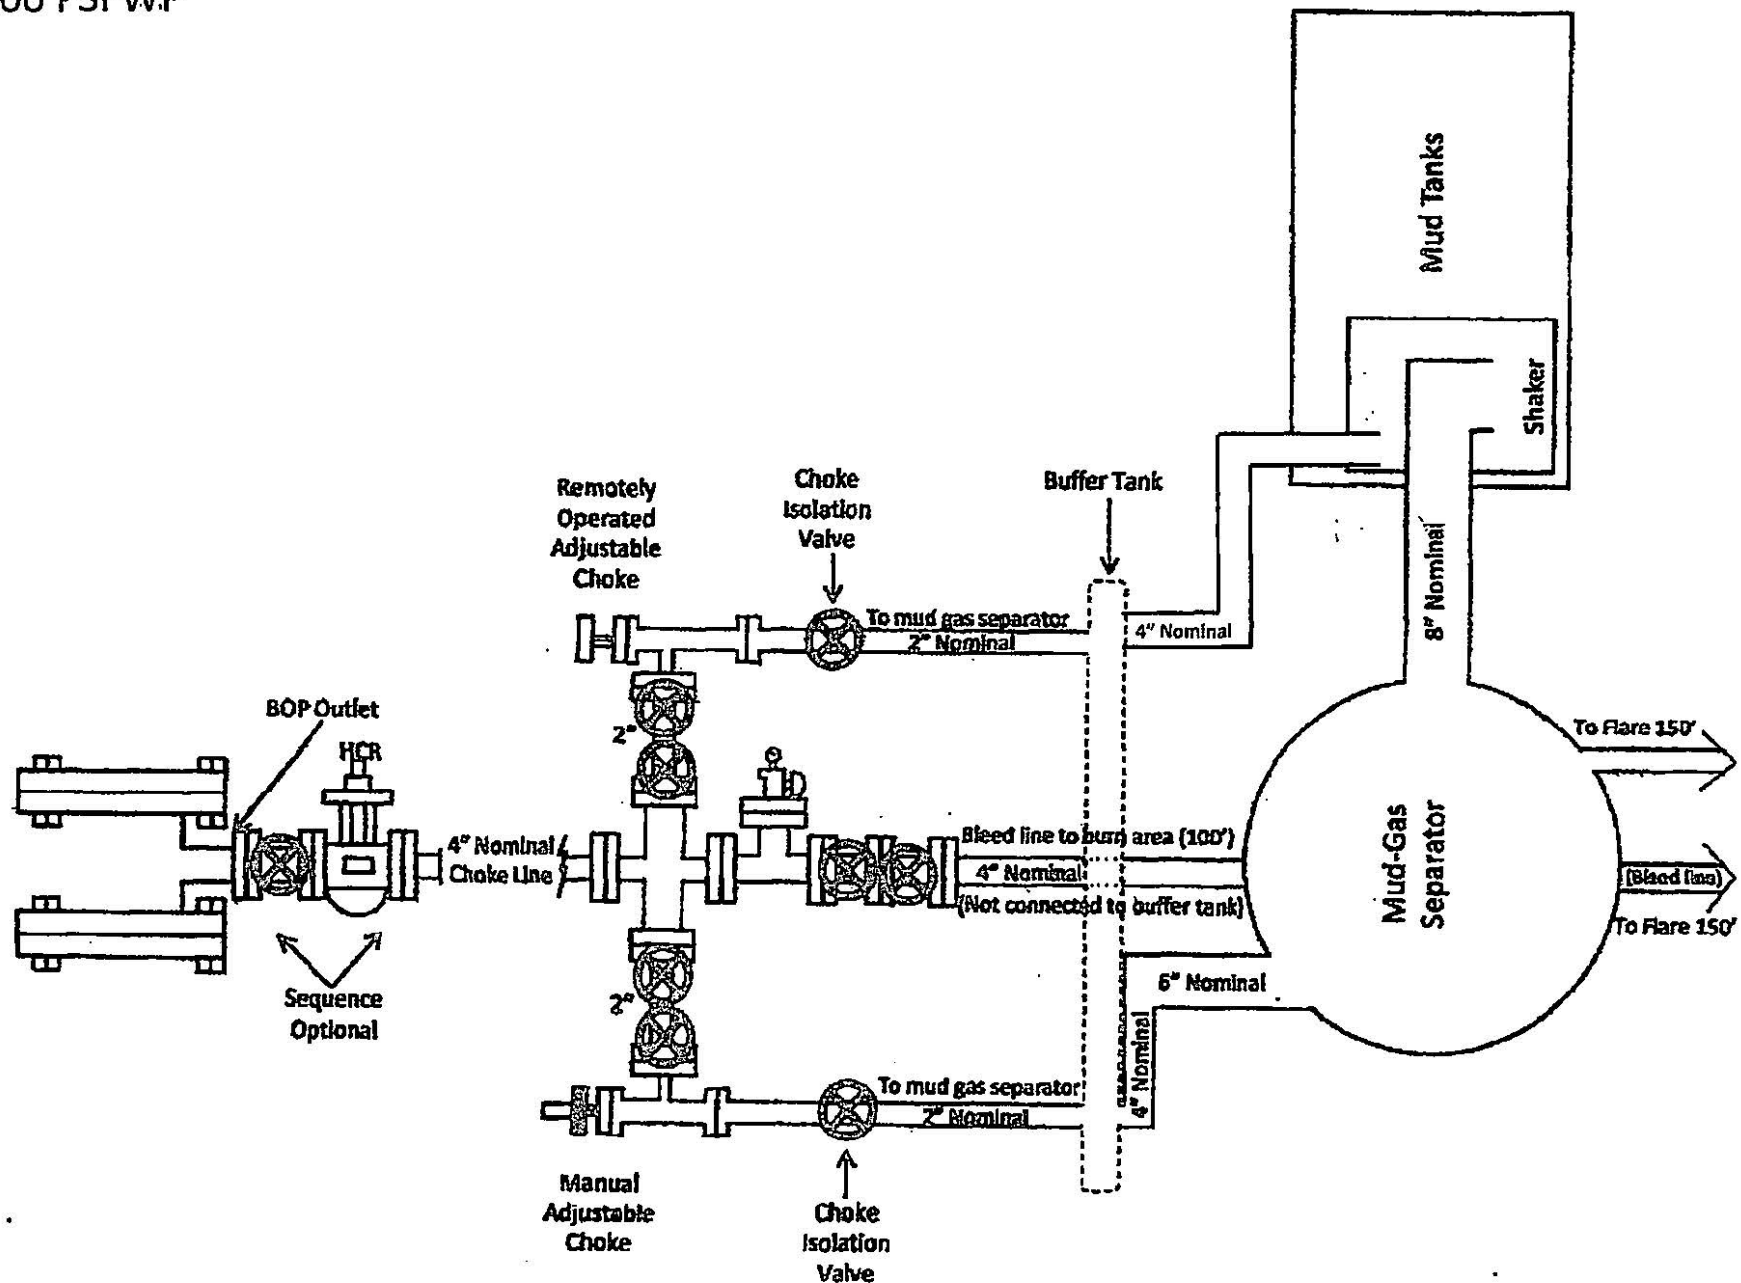 00 PSI WP
Mud Tanks
Shaker
8" Nominal
Remotely
Operated
Adjustable
Choke
Choke
Isolation
Valve
Buffer Tank
To mud gas separator
2" Nominal
4" Nominal
BOP Outlet
HCR
2"
4" Nominal
Choke Line
Sequence
Optional
Bleed line to burn area (100')
4" Nominal
(Not connected to buffer tank)
Mud-Gas
Separator
To Flare 150'
(Bleed line)
To Flare 150'
6" Nominal
4" Nominal
2"
To mud gas separator
2" Nominal
Manual
Adjustable
Choke
Choke
Isolation
Valve